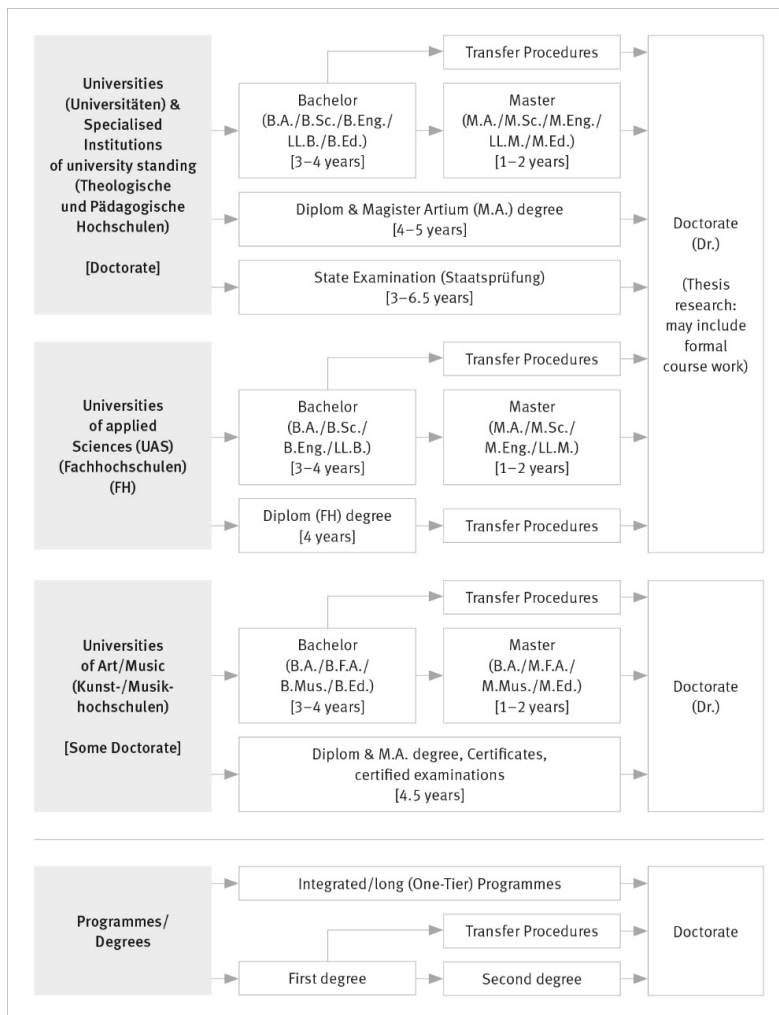 Universities
(Universitäten) &
Specialised
Institutions
of university standing
(Theologische
und Pädagogische
Hochschulen)
[Doctorate]
Transfer Procedures
Bachelor
(B.A./B.Sc./B.Eng./
LL.B./B.Ed.)
[3–4 years]
Master
(M.A./M.Sc./M.Eng./
LL.M./M.Ed.)
[1–2 years]
Diplom & Magister Artium (M.A.) degree
[4–5 years]
State Examination (Staatsprüfung)
[3–6.5 years]
Doctorate
(Dr.)
(Thesis
research:
may include
formal
course work)
Universities
of applied
Sciences (UAS)
(Fachhochschulen)
(FH)
Transfer Procedures
Bachelor
(B.A./B.Sc./
B.Eng./LL.B.)
[3–4 years]
Master
(M.A./M.Sc./
M.Eng./LL.M.)
[1–2 years]
Diplom (FH) degree
[4 years]
Transfer Procedures
Universities
of Art/Music
(Kunst-/Musik-
hochschulen)
[Some Doctorate]
Transfer Procedures
Bachelor
(B.A./B.F.A./
B.Mus./B.Ed.)
[3–4 years]
Master
(B.A./M.F.A./
M.Mus./M.Ed.)
[1–2 years]
Diplom & M.A. degree, Certificates,
certified examinations
[4.5 years]
Doctorate
(Dr.)
Programmes/
Degrees
Integrated/long (One-Tier) Programmes
Transfer Procedures
First degree
Second degree
Doctorate